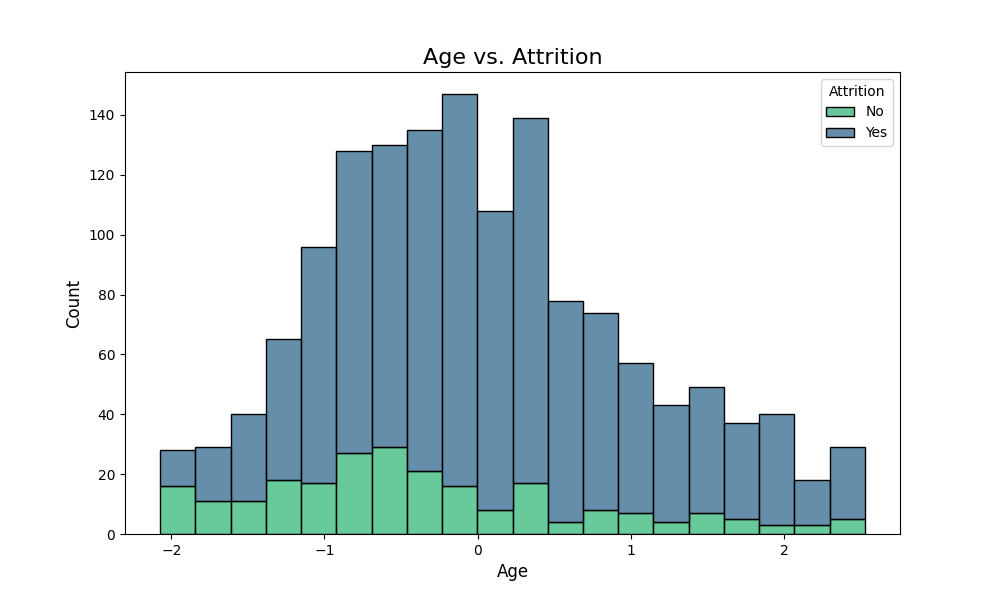 Age vs. Attrition
Attrition
No
Yes
140
120
100
80
60
40
20
0
Count
−2
−1
0
1
2
Age